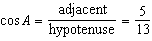 cos A = adjacent/hypotenuse = 5/13